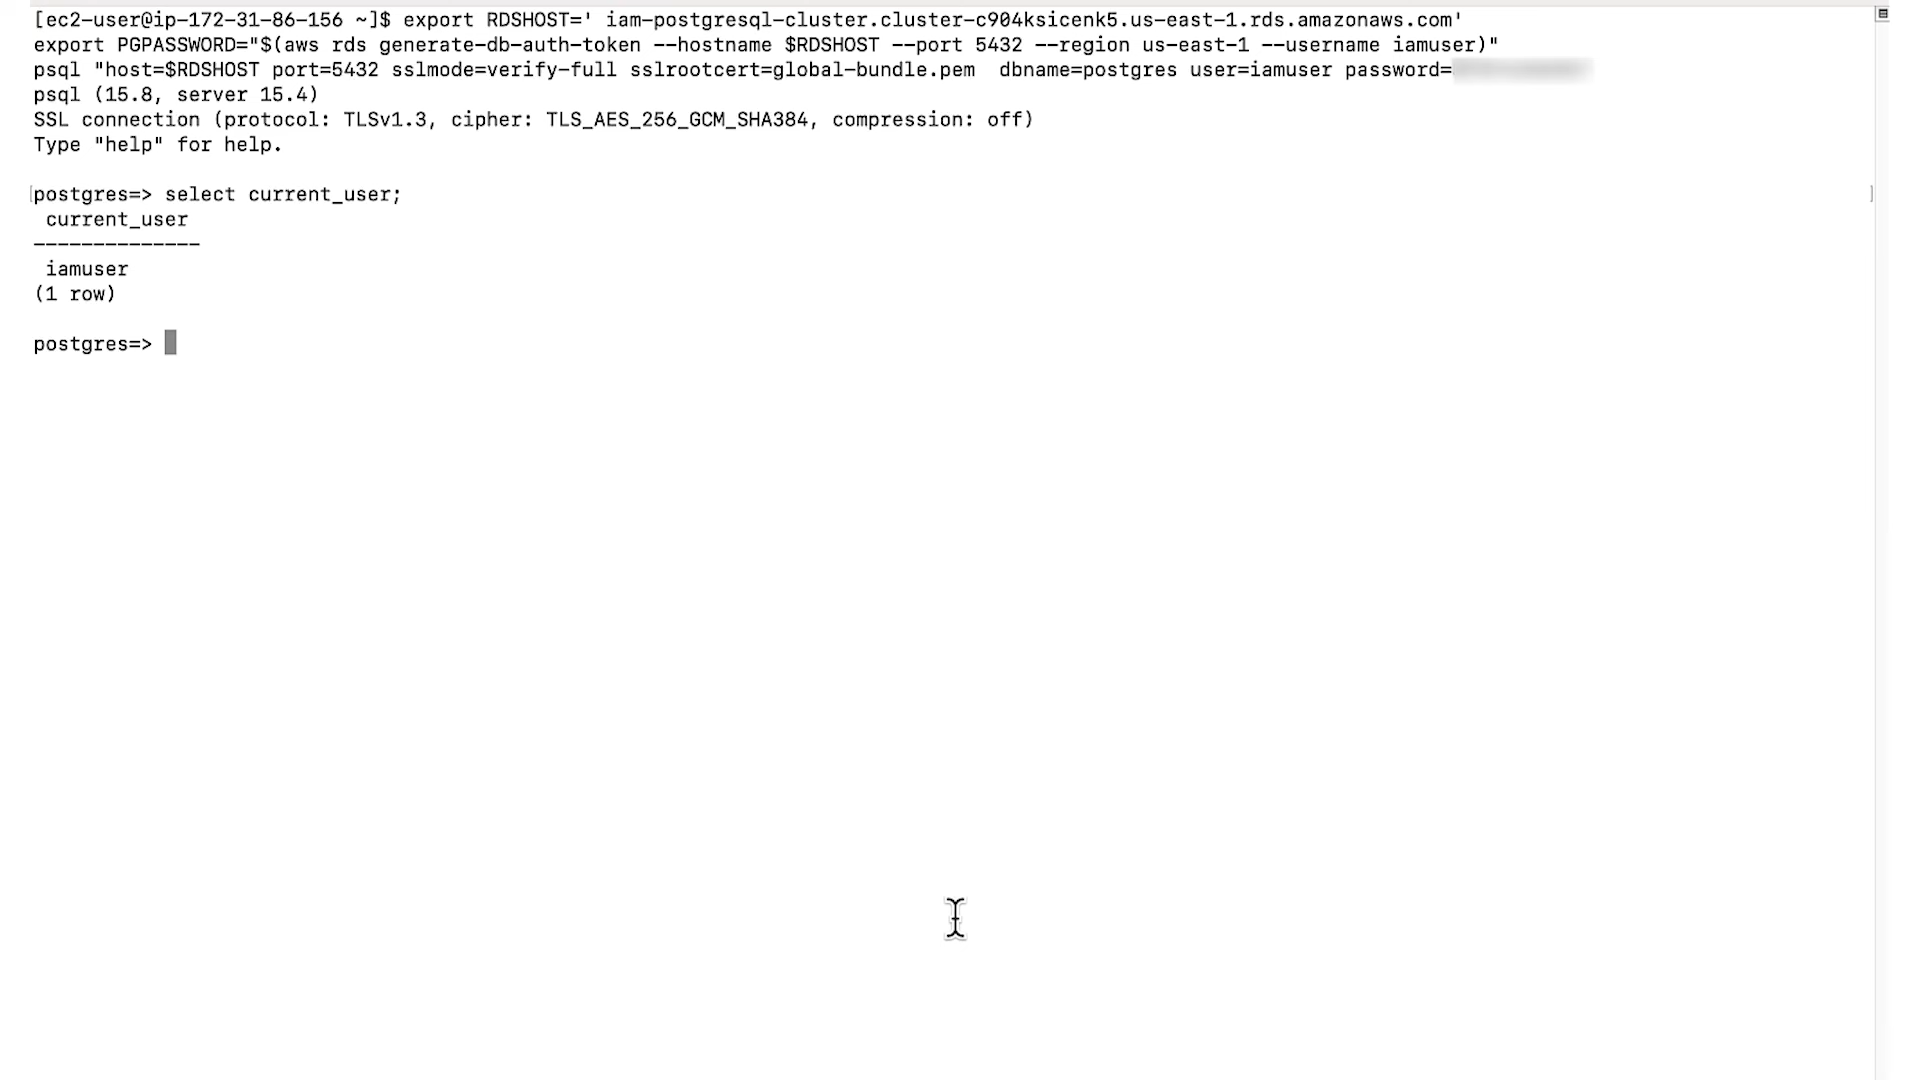 [ec2-user@ip-172-31-86-156 ~]$ export RDSHOST=' iam-postgresql-cluster.cluster-c904ksicenk5.us-east-1.rds.amazonaws.com'
export PGPASSWORD="$(aws rds generate-db-auth-token --hostname $RDSHOST --port 5432 --region us-east-1 --username iamuser)"
psql "host=$RDSHOST port=5432 sslmode=verify-full sslrootcert=global-bundle.pem  dbname=postgres user=iamuser password=
psql (15.8, server 15.4)
SSL connection (protocol: TLSv1.3, cipher: TLS_AES_256_GCM_SHA384, compression: off)
Type "help" for help.
[postgres=> select current_user; ]
current_user
--------------
iamuser
(1 row)
postgres=>